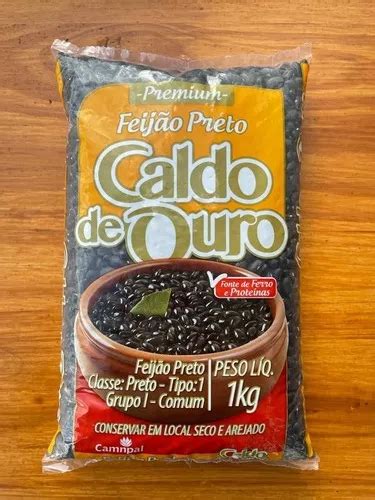 -Premium-
Feijão Preto
Caldo
de Ouro
Fonte de Ferro
e Proteínas
Feijão Preto
Classe: Preto - Tipo: 1
Grupo I - Comum
PESO LÍQ.
1kg
CONSERVAR EM LOCAL SECO E AREJADO
Camnpal
Caldo